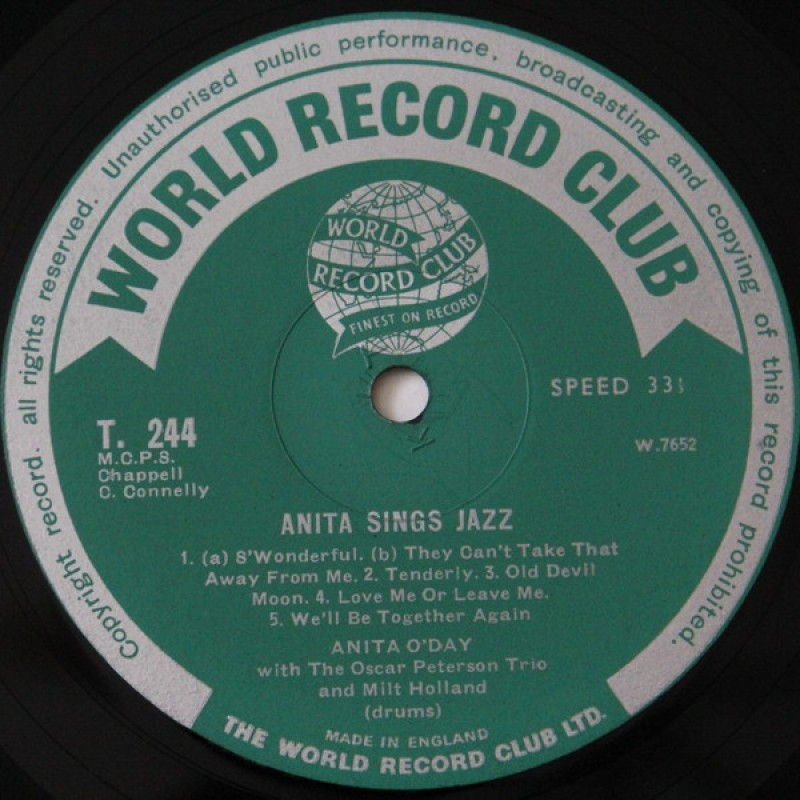 Copyright record. all rights reserved. Unauthorised public performance, broadcasting and copying of this record prohibited.
WORLD RECORD CLUB
WORLD
RECORD CLUB
FINEST ON RECORD
SPEED 33⅓
T. 244
W.7652
M.C.P.S.
Chappell
C. Connelly
ANITA SINGS JAZZ
1. (a) S'Wonderful. (b) They Can't Take That
Away From Me. 2. Tenderly. 3. Old Devil
Moon. 4. Love Me Or Leave Me.
5. We'll Be Together Again
ANITA O'DAY
with The Oscar Peterson Trio
and Milt Holland
(drums)
MADE IN ENGLAND
THE WORLD RECORD CLUB LTD.